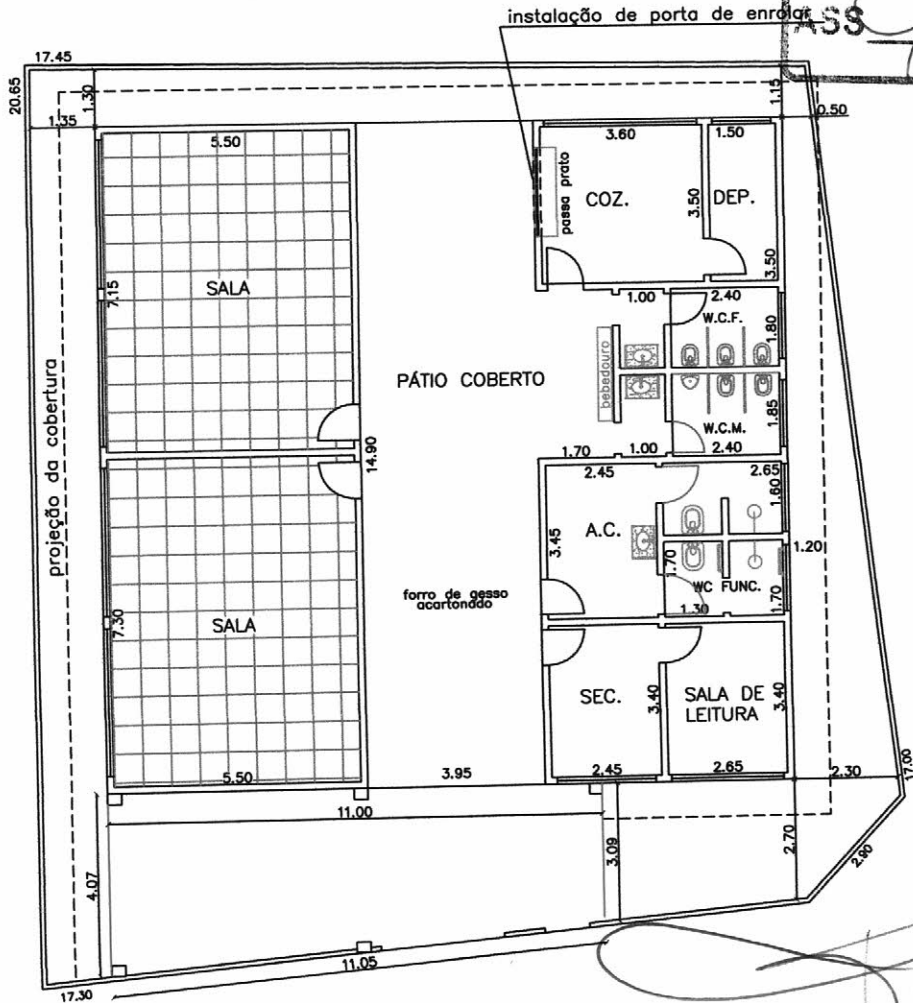 instalação de porta de enrolar
ASS
17.45
20.65
1.30
1.35
1.15
0.50
5.50
3.60
1.50
passa prato
COZ.
3.50
DEP.
3.50
7.15
SALA
1.00
2.40
W.C.F.
1.80
projeção da cobertura
PÁTIO COBERTO
bebedouro
W.C.M.
1.85
14.90
1.70
1.00
2.40
2.45
2.65
1.60
A.C.
3.45
1.70
1.20
WC FUNC.
1.30
1.70
forro de gesso
acartonado
7.30
SALA
SEC.
3.40
SALA DE
LEITURA
3.40
5.50
3.95
2.45
2.65
2.30
17.00
11.00
4.07
3.09
2.70
2.90
11.05
17.30